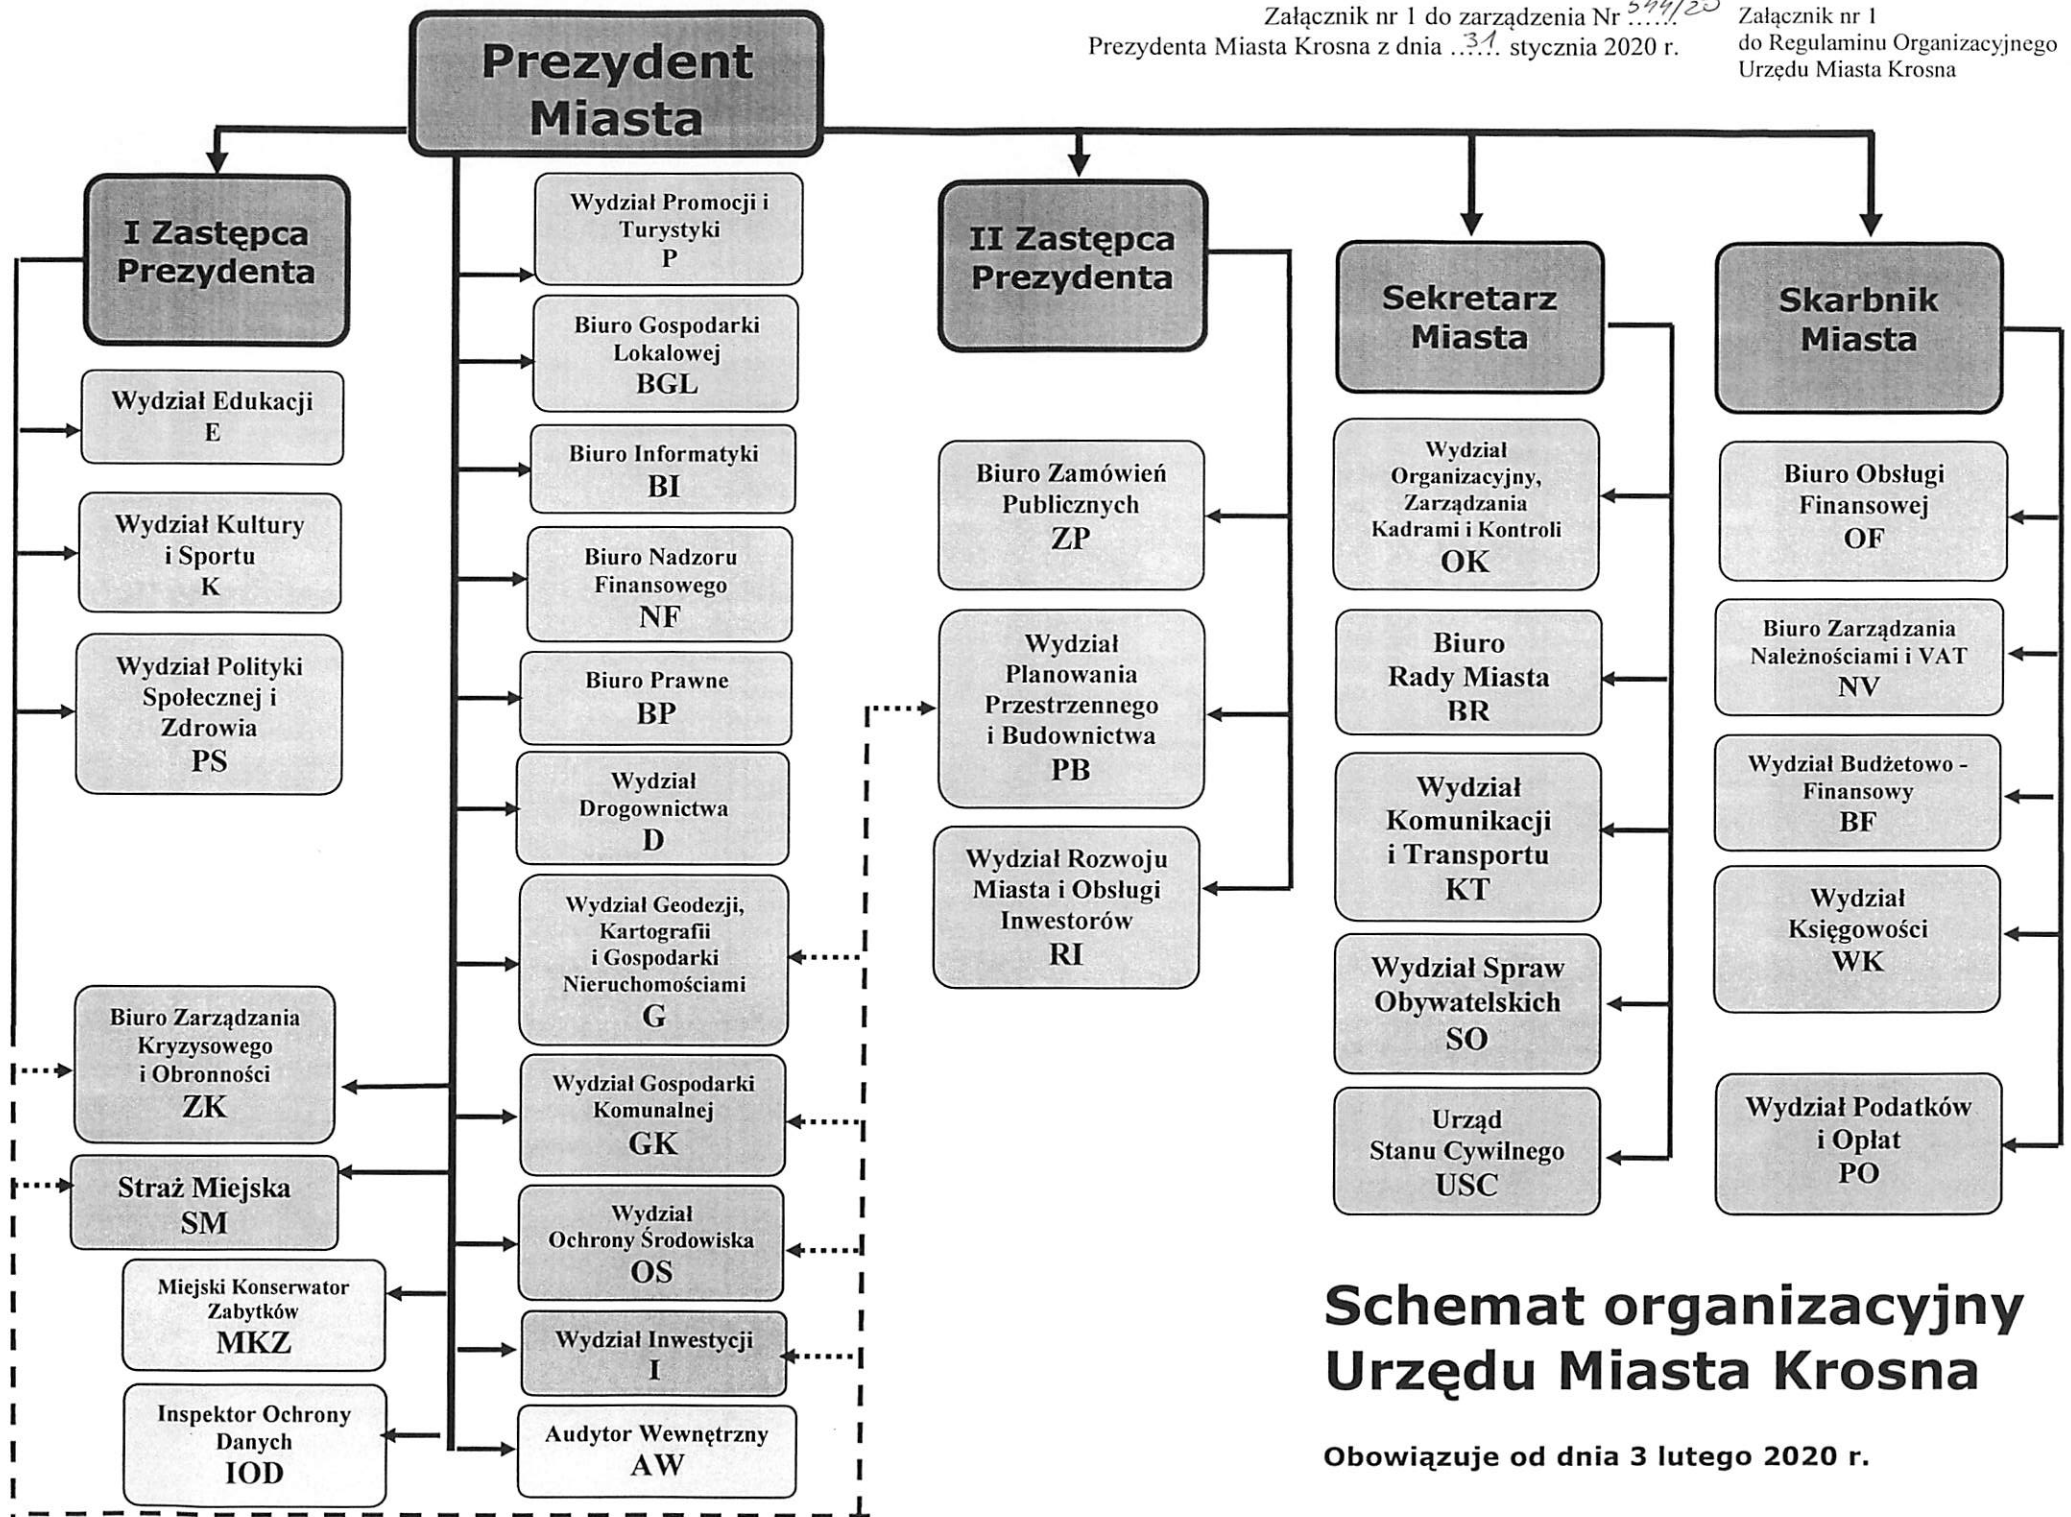 Załącznik nr 1 do zarządzenia Nr 544/20
Prezydenta Miasta Krosna z dnia ..31.. stycznia 2020 r.
Załącznik nr 1
do Regulaminu Organizacyjnego
Urzędu Miasta Krosna
Prezydent
Miasta
I Zastępca
Prezydenta
Wydział Edukacji
E
Wydział Kultury
i Sportu
K
Wydział Polityki
Społecznej i
Zdrowia
PS
Biuro Zarządzania
Kryzysowego
i Obronności
ZK
Straż Miejska
SM
Miejski Konserwator
Zabytków
MKZ
Inspektor Ochrony
Danych
IOD
Wydział Promocji i
Turystyki
P
Biuro Gospodarki
Lokalowej
BGL
Biuro Informatyki
BI
Biuro Nadzoru
Finansowego
NF
Biuro Prawne
BP
Wydział
Drogownictwa
D
Wydział Geodezji,
Kartografii
i Gospodarki
Nieruchomościami
G
Wydział Gospodarki
Komunalnej
GK
Wydział
Ochrony Środowiska
OS
Wydział Inwestycji
I
Audytor Wewnętrzny
AW
II Zastępca
Prezydenta
Biuro Zamówień
Publicznych
ZP
Wydział
Planowania
Przestrzennego
i Budownictwa
PB
Wydział Rozwoju
Miasta i Obsługi
Inwestorów
RI
Sekretarz
Miasta
Wydział
Organizacyjny,
Zarządzania
Kadrami i Kontroli
OK
Biuro
Rady Miasta
BR
Wydział
Komunikacji
i Transportu
KT
Wydział Spraw
Obywatelskich
SO
Urząd
Stanu Cywilnego
USC
Skarbnik
Miasta
Biuro Obsługi
Finansowej
OF
Biuro Zarządzania
Należnościami i VAT
NV
Wydział Budżetowo -
Finansowy
BF
Wydział
Księgowości
WK
Wydział Podatków
i Opłat
PO
Schemat organizacyjny
Urzędu Miasta Krosna
Obowiązuje od dnia 3 lutego 2020 r.